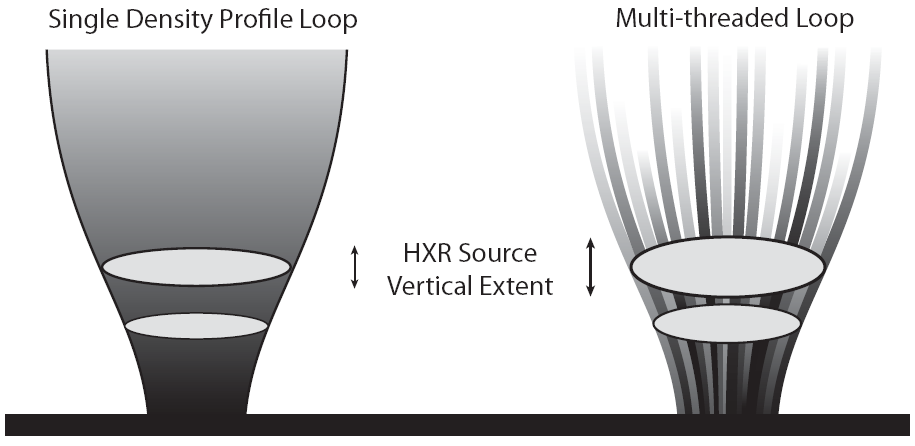 Single Density Profile Loop
Multi-threaded Loop
HXR Source
Vertical Extent